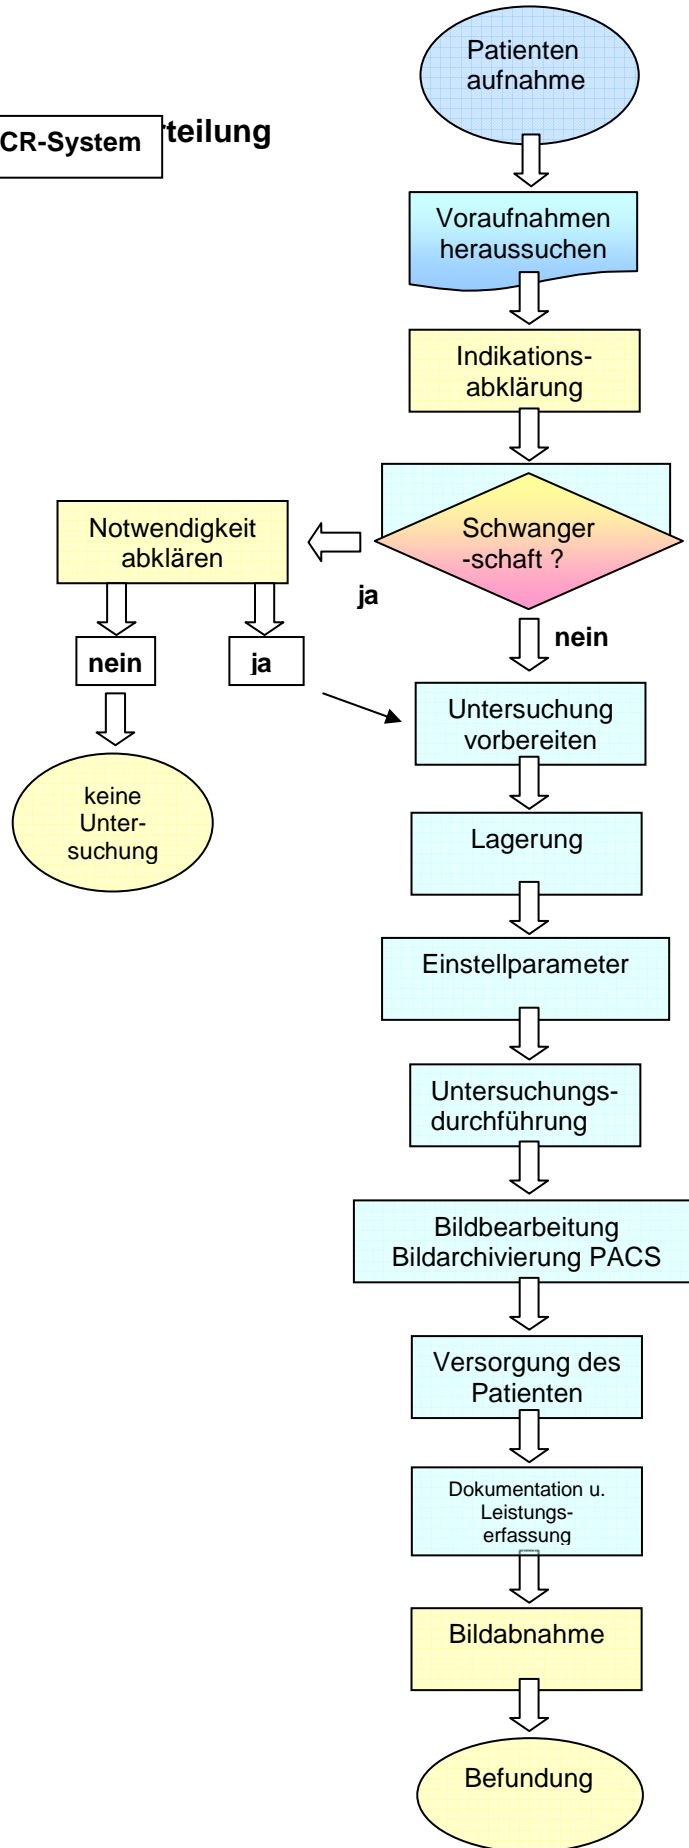 Patienten
aufnahme
CR-System
teilung
Voraufnahmen
heraussuchen
Indikations-
abklärung
Schwanger
-schaft ?
Notwendigkeit
abklären
ja
nein
nein
ja
Untersuchung
vorbereiten
keine
Unter-
suchung
Lagerung
Einstellparameter
Untersuchungs-
durchführung
Bildbearbeitung
Bildarchivierung PACS
Versorgung des
Patienten
Dokumentation u.
Leistungs-
erfassung
Bildabnahme
Befundung